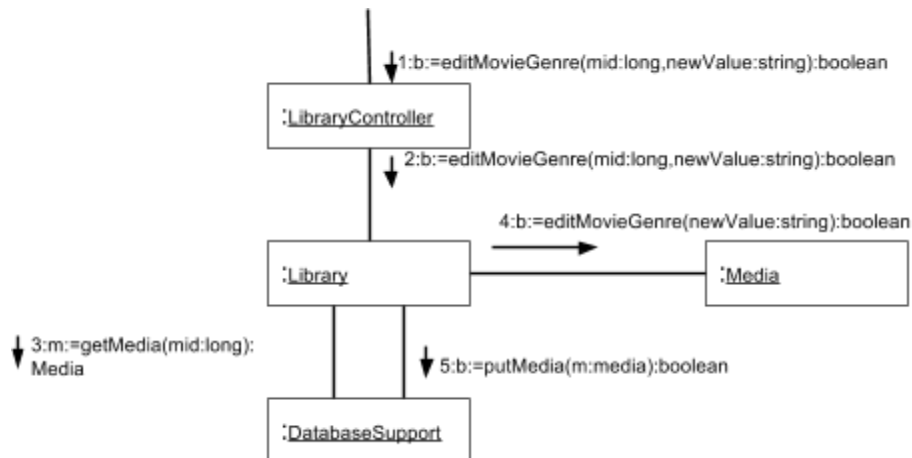 1:b:=editMovieGenre(mid:long,newValue:string):boolean
:LibraryController
2:b:=editMovieGenre(mid:long,newValue:string):boolean
4:b:=editMovieGenre(newValue:string):boolean
:Library
:Media
3:m:=getMedia(mid:long):
Media
5:b:=putMedia(m:media):boolean
:DatabaseSupport